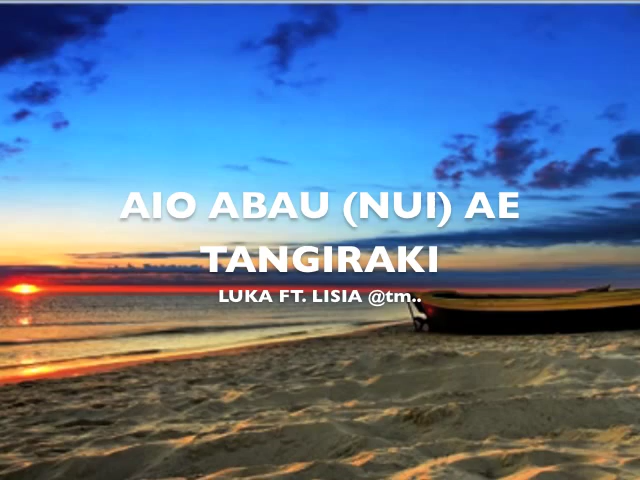 AIO ABAU (NUI) AE
TANGIRAKI
LUKA FT. LISIA @tm..